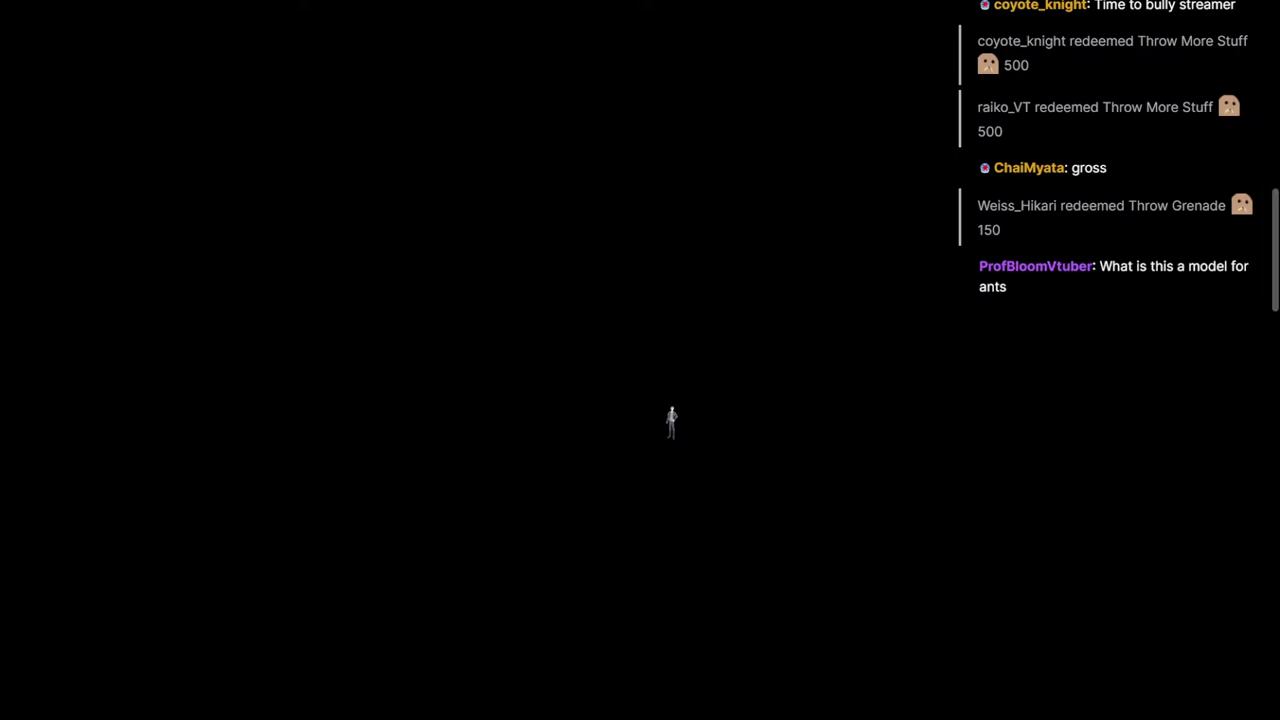 coyote_knight: Time to bully streamer
coyote_knight redeemed Throw More Stuff
500
raiko_VT redeemed Throw More Stuff
500
ChaiMyata: gross
Weiss_Hikari redeemed Throw Grenade
150
ProfBloomVtuber: What is this a model for
ants